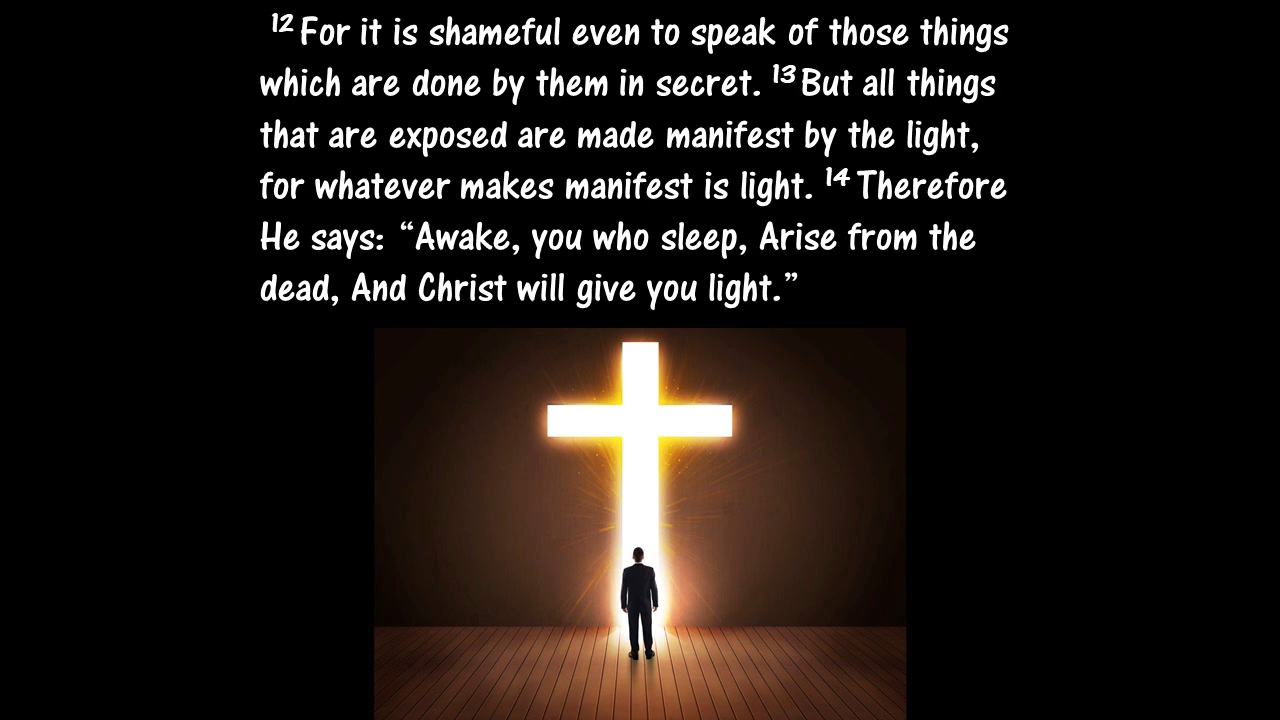 ¹²For it is shameful even to speak of those things
which are done by them in secret. ¹³But all things
that are exposed are made manifest by the light,
for whatever makes manifest is light. ¹⁴Therefore
He says: “Awake, you who sleep, Arise from the
dead, And Christ will give you light.”